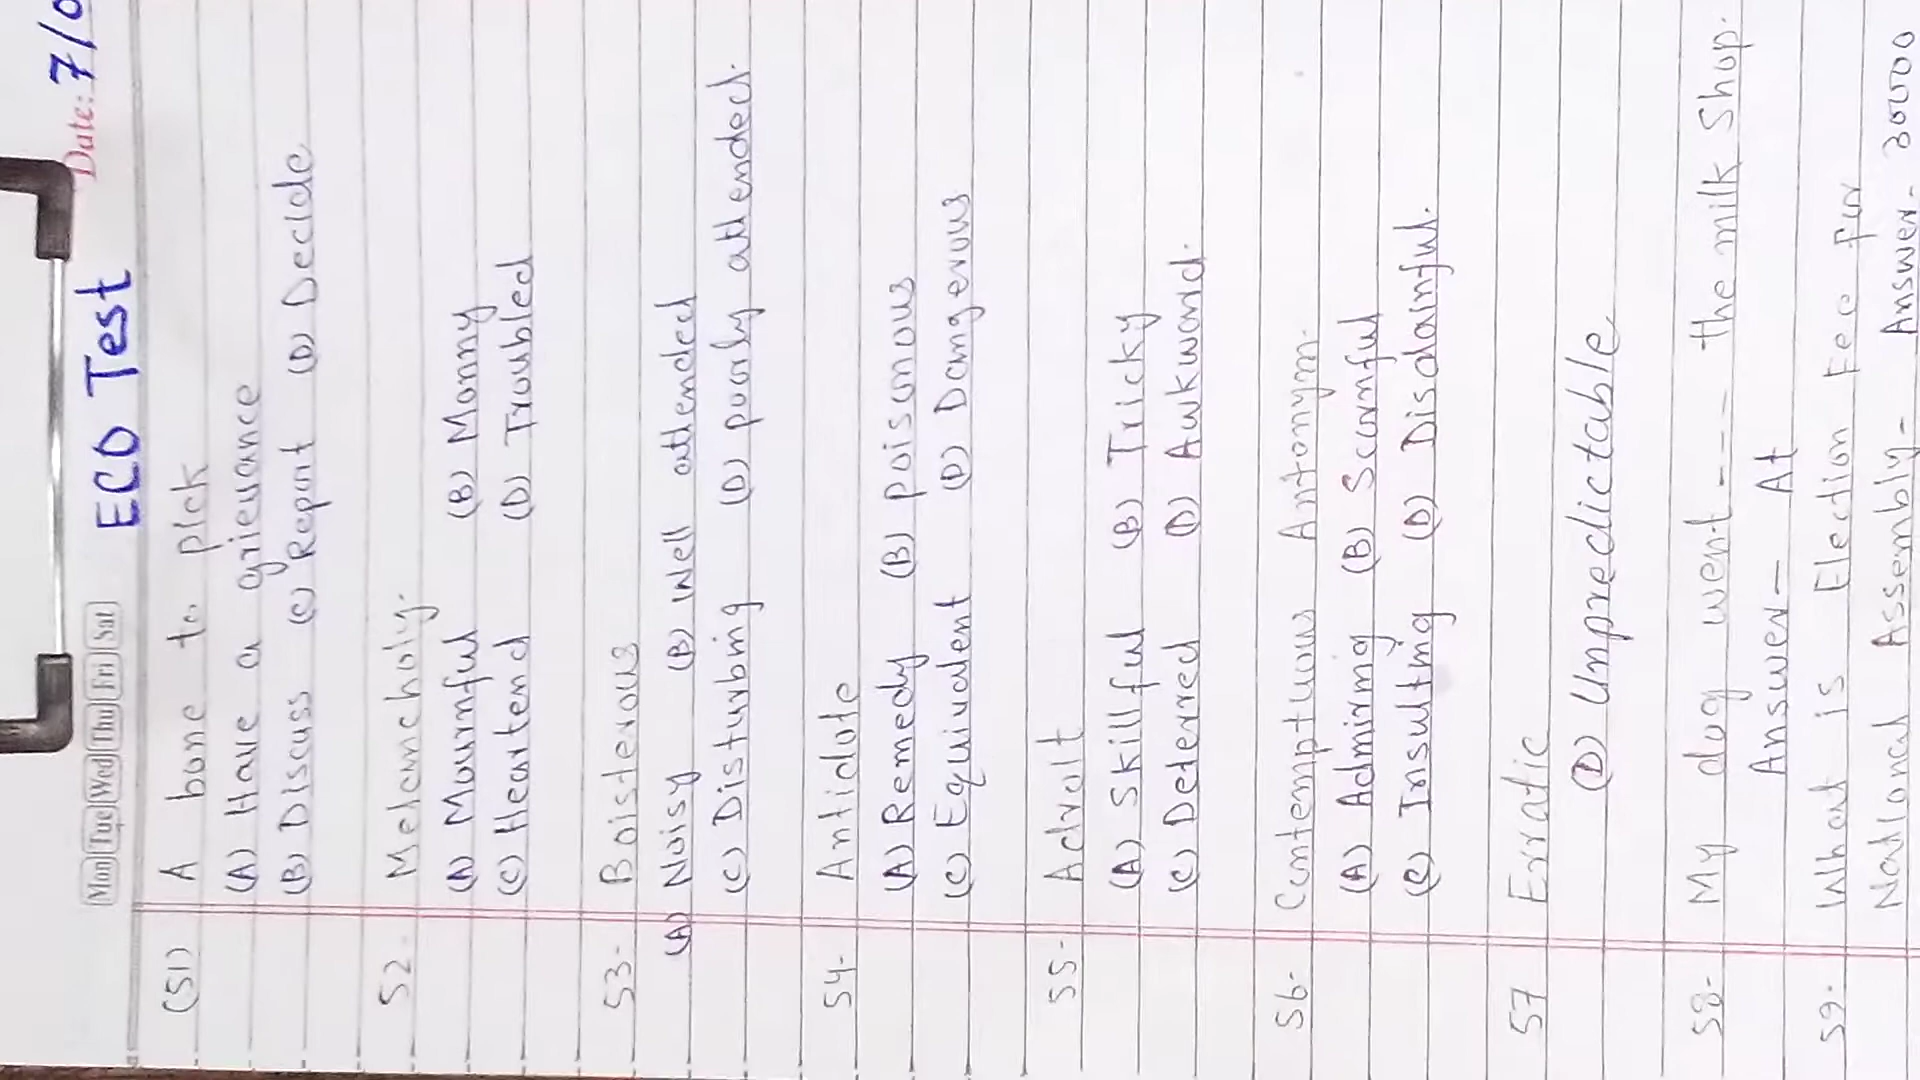 Mon Tue Wed Thu Fri Sat
Date: 7/0
ECO Test
(51) A bone to pick
(A) Have a grievance
(B) Discuss (C) Report (D) Decide
52- Melencholy.
(A) Mournful (B) Monny
(C) Heartend (D) Troubled
53- Boisterous
(A) Noisy (B) Well attended
(C) Disturbing (D) poorly attended.
54- Antidote
(A) Remedy (B) poisonous
(C) Equivalent (D) Dangerous
55- Adroit
(A) Skillful (B) Tricky
(C) Deterred (D) Awkward.
56- Contemptuous Antonym.
(A) Admiring (B) Scornful
(C) Insulting (D) Disdainful.
57 Erratic
(D) Unpredictable
58- My dog went - - - the milk Shop.
Answer- At
59- What is Election Fee for
National Assembly- Answer- 30000